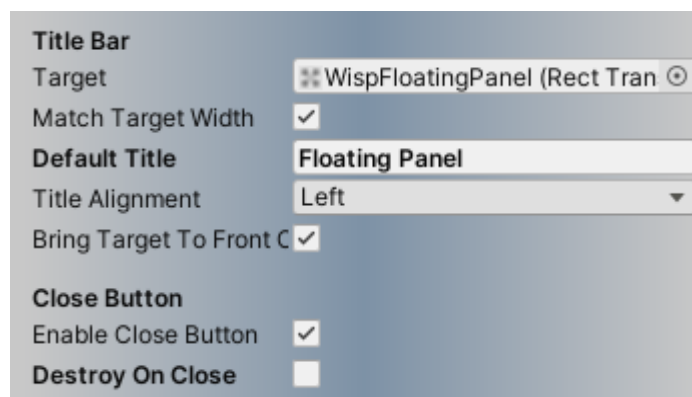 Title Bar
Target WispFloatingPanel (Rect Tran
Match Target Width
Default Title Floating Panel
Title Alignment Left
Bring Target To Front C
Close Button
Enable Close Button
Destroy On Close